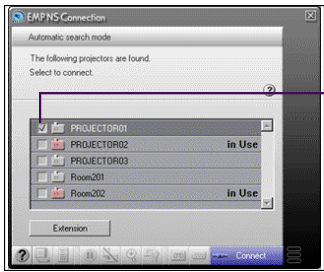 EMP NS Connection
Automatic search mode
The following projectors are found.
Select to connect.
PROJECTOR01
PROJECTOR02 in Use
PROJECTOR03
Room201
Room202 in Use
Extension
Connect